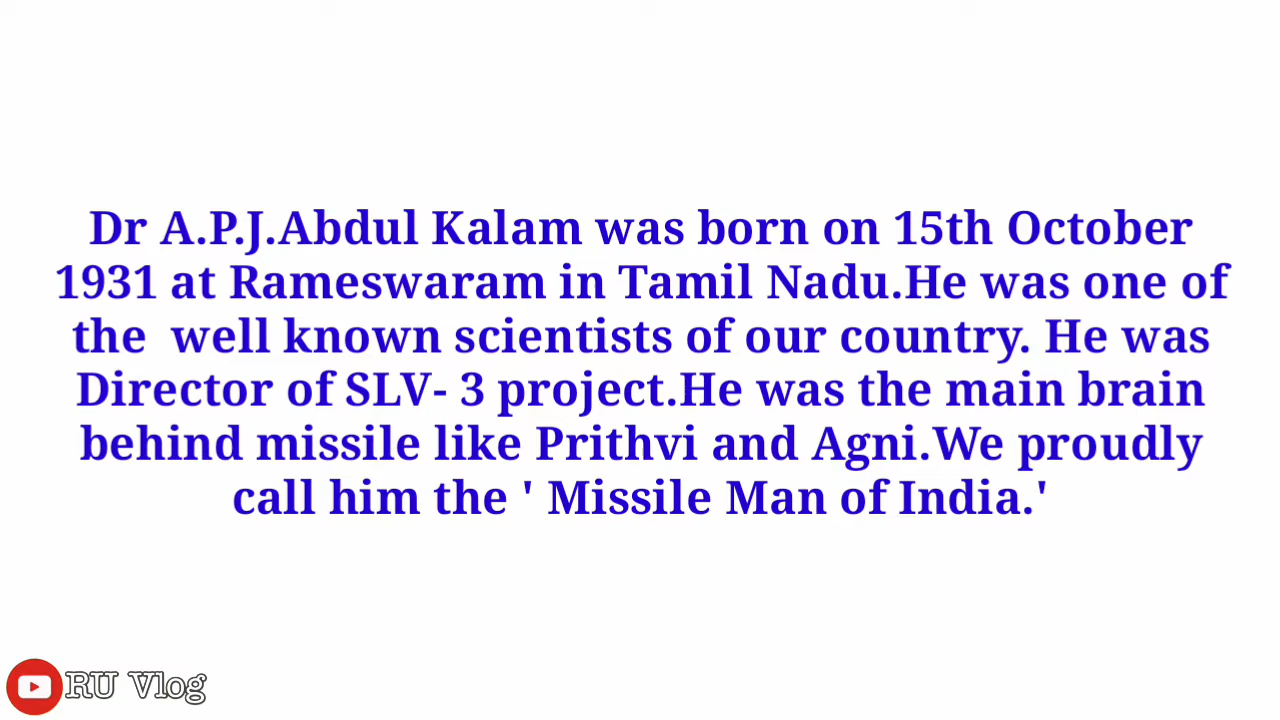 Dr A.P.J.Abdul Kalam was born on 15th October
1931 at Rameswaram in Tamil Nadu.He was one of
the  well known scientists of our country. He was
Director of SLV- 3 project.He was the main brain
behind missile like Prithvi and Agni.We proudly
call him the ' Missile Man of India.'
RU Vlog